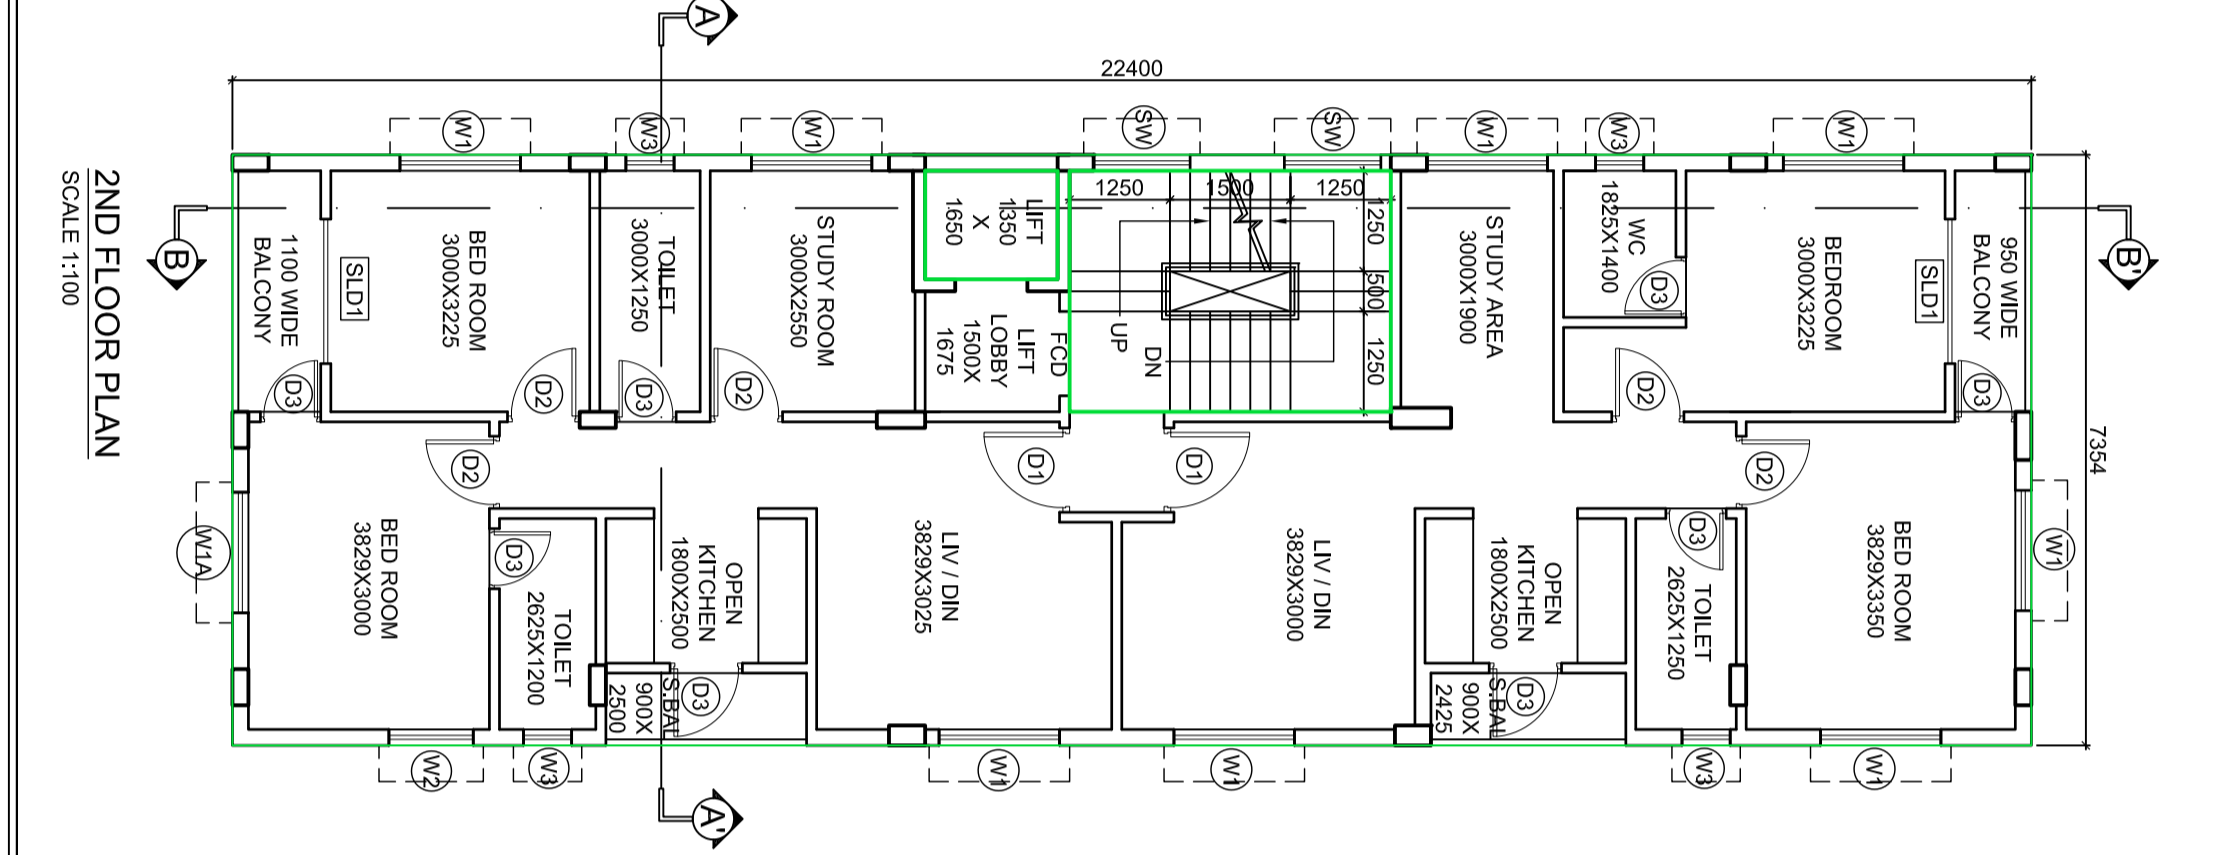 2ND FLOOR PLAN
SCALE 1:100
22400
7354
A
A'
B
B'
W1
W3
W1
SW
SW
W1
W3
W1
1100 WIDE
BALCONY
SLD1
BED ROOM
3000X3225
TOILET
3000X1250
STUDY ROOM
3000X2550
LIFT
1350
X
1650
FCD
LIFT
LOBBY
1500X
1675
1250
1500
1250
1250
500
1250
UP
DN
STUDY AREA
3000X1900
WC
1825X1400
D3
BEDROOM
3000X3225
SLD1
950 WIDE
BALCONY
D3
D2
D3
D2
D2
D3
D2
D1
D1
D2
W1A
BED ROOM
3829X3000
D3
TOILET
2625X1200
OPEN
KITCHEN
1800X2500
D3
S.BAL
900X
2500
LIV / DIN
3829X3025
LIV / DIN
3829X3000
OPEN
KITCHEN
1800X2500
D3
S.BAL
900X
2425
D3
TOILET
2625X1250
BED ROOM
3829X3350
W1
W2
W3
W1
W1
W3
W1